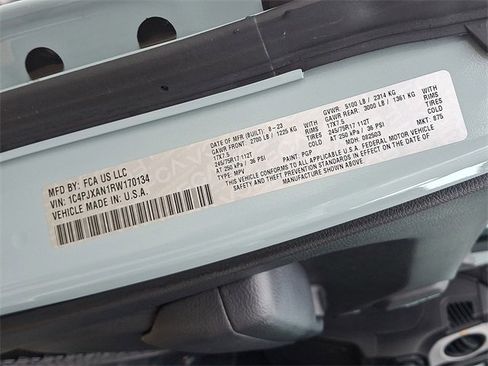 MFD BY: FCA US LLC
VIN: 1C4PJXAN1RW170134
VEHICLE MADE IN: U.S.A.
DATE OF MFR (BUILT): 8-23
GAWR FRONT: 2700 LB / 1225 KG WITH
17X7.5 RIMS
245/75R17 112T TIRES
AT 250 kPa / 36 PSI COLD
TYPE: MPV PAINT: PGP
GVWR: 5100 LB / 2314 KG
GAWR REAR: 3000 LB / 1361 KG WITH
17X7.5 RIMS
245/75R17 112T TIRES
AT 250 kPa / 36 PSI COLD
MDH: 082503 MKT: 875
THIS VEHICLE CONFORMS TO ALL APPLICABLE U.S.A. FEDERAL MOTOR VEHICLE
SAFETY AND THEFT PREVENTION STANDARDS IN EFFECT ON THE DATE OF
MANUFACTURE SHOWN ABOVE.